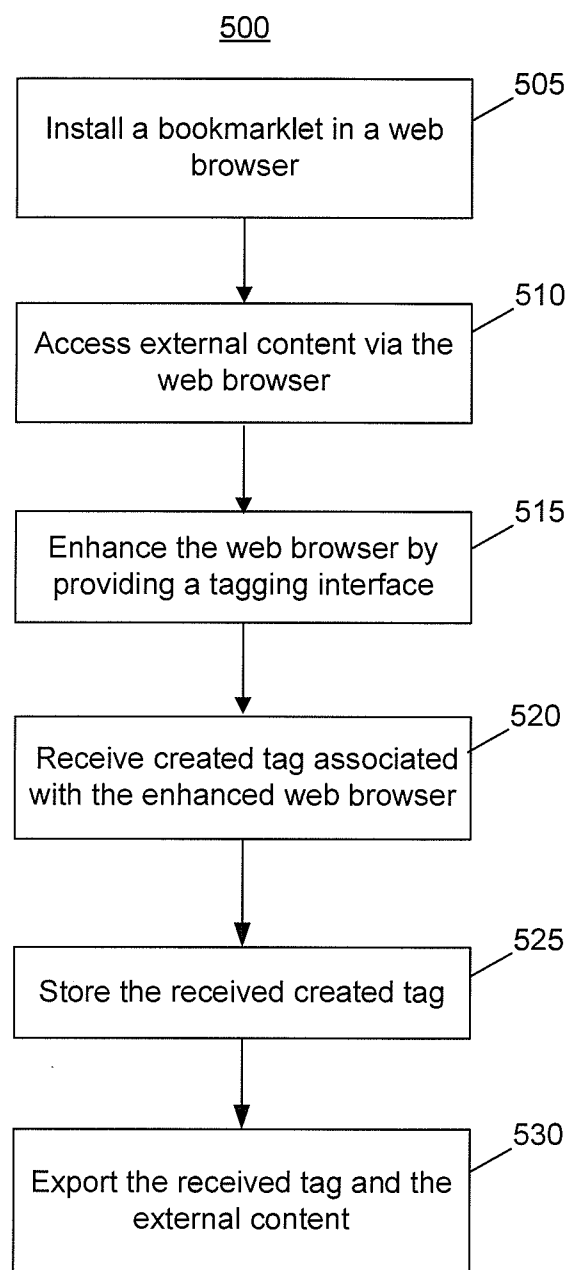 500
505
Install a bookmarklet in a web
browser
510
Access external content via the
web browser
515
Enhance the web browser by
providing a tagging interface
520
Receive created tag associated
with the enhanced web browser
525
Store the received created tag
530
Export the received tag and the
external content